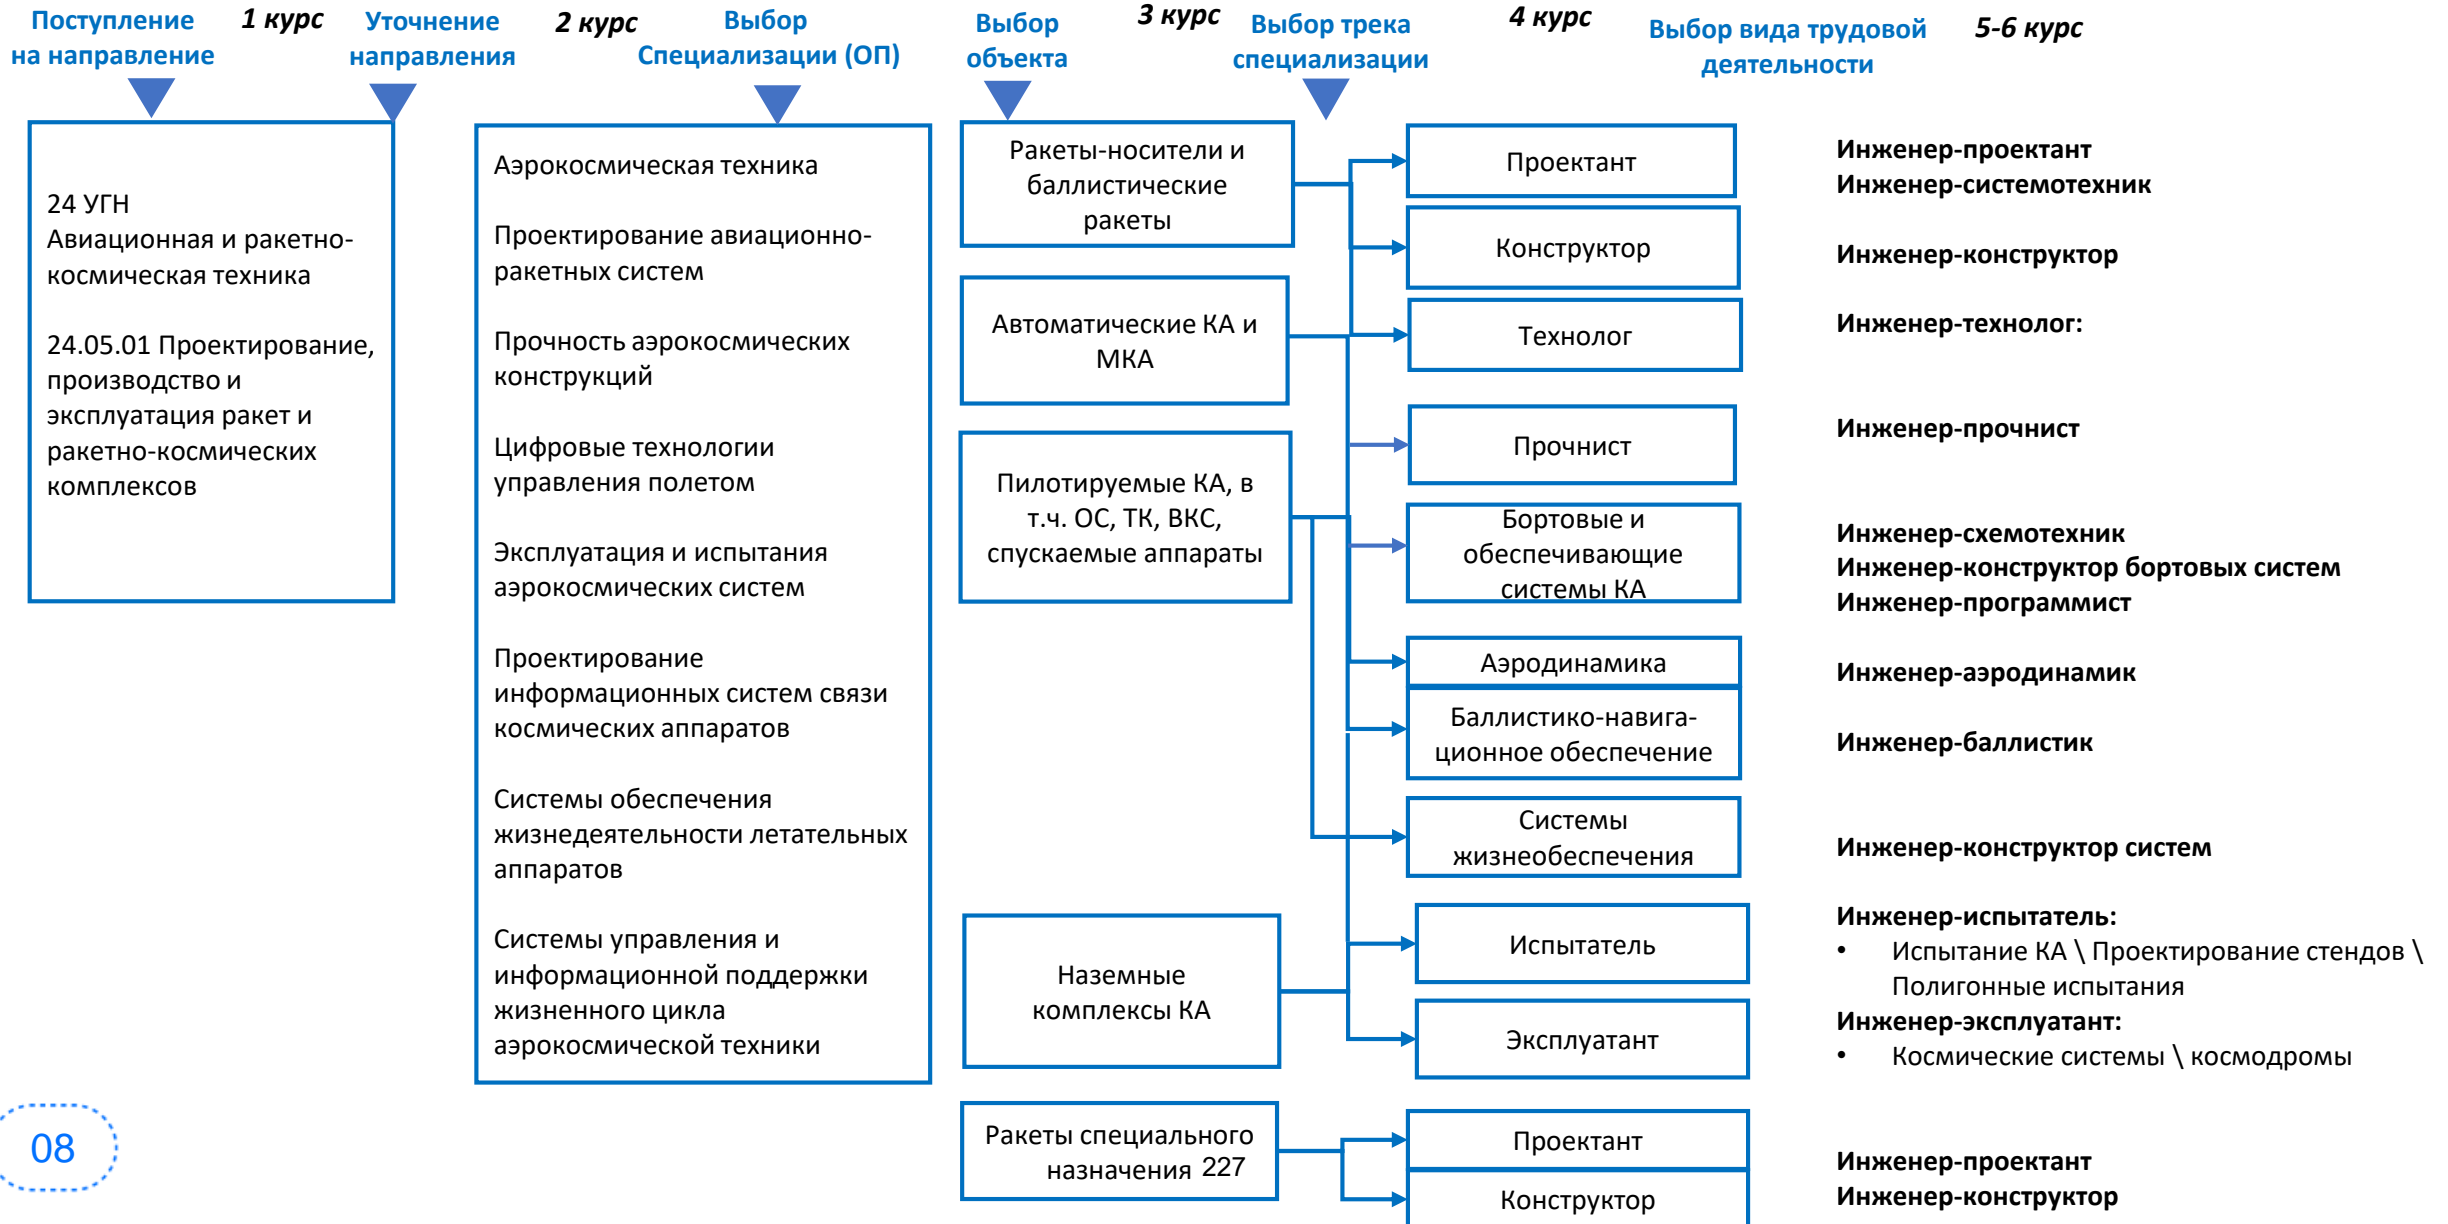 Поступление
на направление
1 курс
Уточнение
направления
2 курс
Выбор
Специализации (ОП)
Выбор
объекта
3 курс
Выбор трека
специализации
4 курс
Выбор вида трудовой
деятельности
5-6 курс
24 УГН
Авиационная и ракетно-
космическая техника
24.05.01 Проектирование,
производство и
эксплуатация ракет и
ракетно-космических
комплексов
Аэрокосмическая техника
Проектирование авиационно-
ракетных систем
Прочность аэрокосмических
конструкций
Цифровые технологии
управления полетом
Эксплуатация и испытания
аэрокосмических систем
Проектирование
информационных систем связи
космических аппаратов
Системы обеспечения
жизнедеятельности летательных
аппаратов
Системы управления и
информационной поддержки
жизненного цикла
аэрокосмической техники
Ракеты-носители и
баллистические
ракеты
Автоматические КА и
МКА
Пилотируемые КА, в
т.ч. ОС, ТК, ВКС,
спускаемые аппараты
Наземные
комплексы КА
Ракеты специального
назначения 227
Проектант
Конструктор
Технолог
Прочнист
Бортовые и
обеспечивающие
системы КА
Аэродинамика
Баллистико-навига-
ционное обеспечение
Системы
жизнеобеспечения
Испытатель
Эксплуатант
Проектант
Конструктор
Инженер-проектант
Инженер-системотехник
Инженер-конструктор
Инженер-технолог:
Инженер-прочнист
Инженер-схемотехник
Инженер-конструктор бортовых систем
Инженер-программист
Инженер-аэродинамик
Инженер-баллистик
Инженер-конструктор систем
Инженер-испытатель:
• Испытание КА \ Проектирование стендов \
Полигонные испытания
Инженер-эксплуатант:
• Космические системы \ космодромы
Инженер-проектант
Инженер-конструктор
08